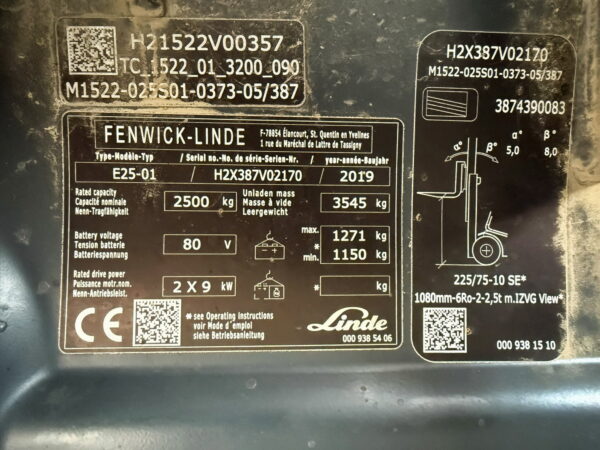 H21522V00357
TC_1522_01_3200_090
M1522-025S01-0373-05/387
FENWICK-LINDE
F-78854 Élancourt, St. Quentin en Yvelines
1 rue du Maréchal de Lattre de Tassigny
Type-Modèle-Typ / Serial no.-No. de série-Serien-Nr. / year-année-Baujahr
E25-01 / H2X387V02170 / 2019
Rated capacity
Capacité nominale
Nenn-Tragfähigkeit
2500 kg
Unladen mass
Masse à vide
Leergewicht
3545 kg
Battery voltage
Tension batterie
Batteriespannung
80 V
max. 1271 kg
*
min. 1150 kg
Rated drive power
Puissance motr.nom.
Nenn-Antriebsleist.
2 X 9 kW
* kg
CE
* see Operating Instructions
voir Mode d´emploi
siehe Betriebsanleitung
Linde
000 938 54 06
H2X387V02170
M1522-025S01-0373-05/387
3874390083
α° β°
5,0 8,0
225/75-10 SE*
1080mm-6Ro-2-2,5t m.IZVG View*
000 938 15 10